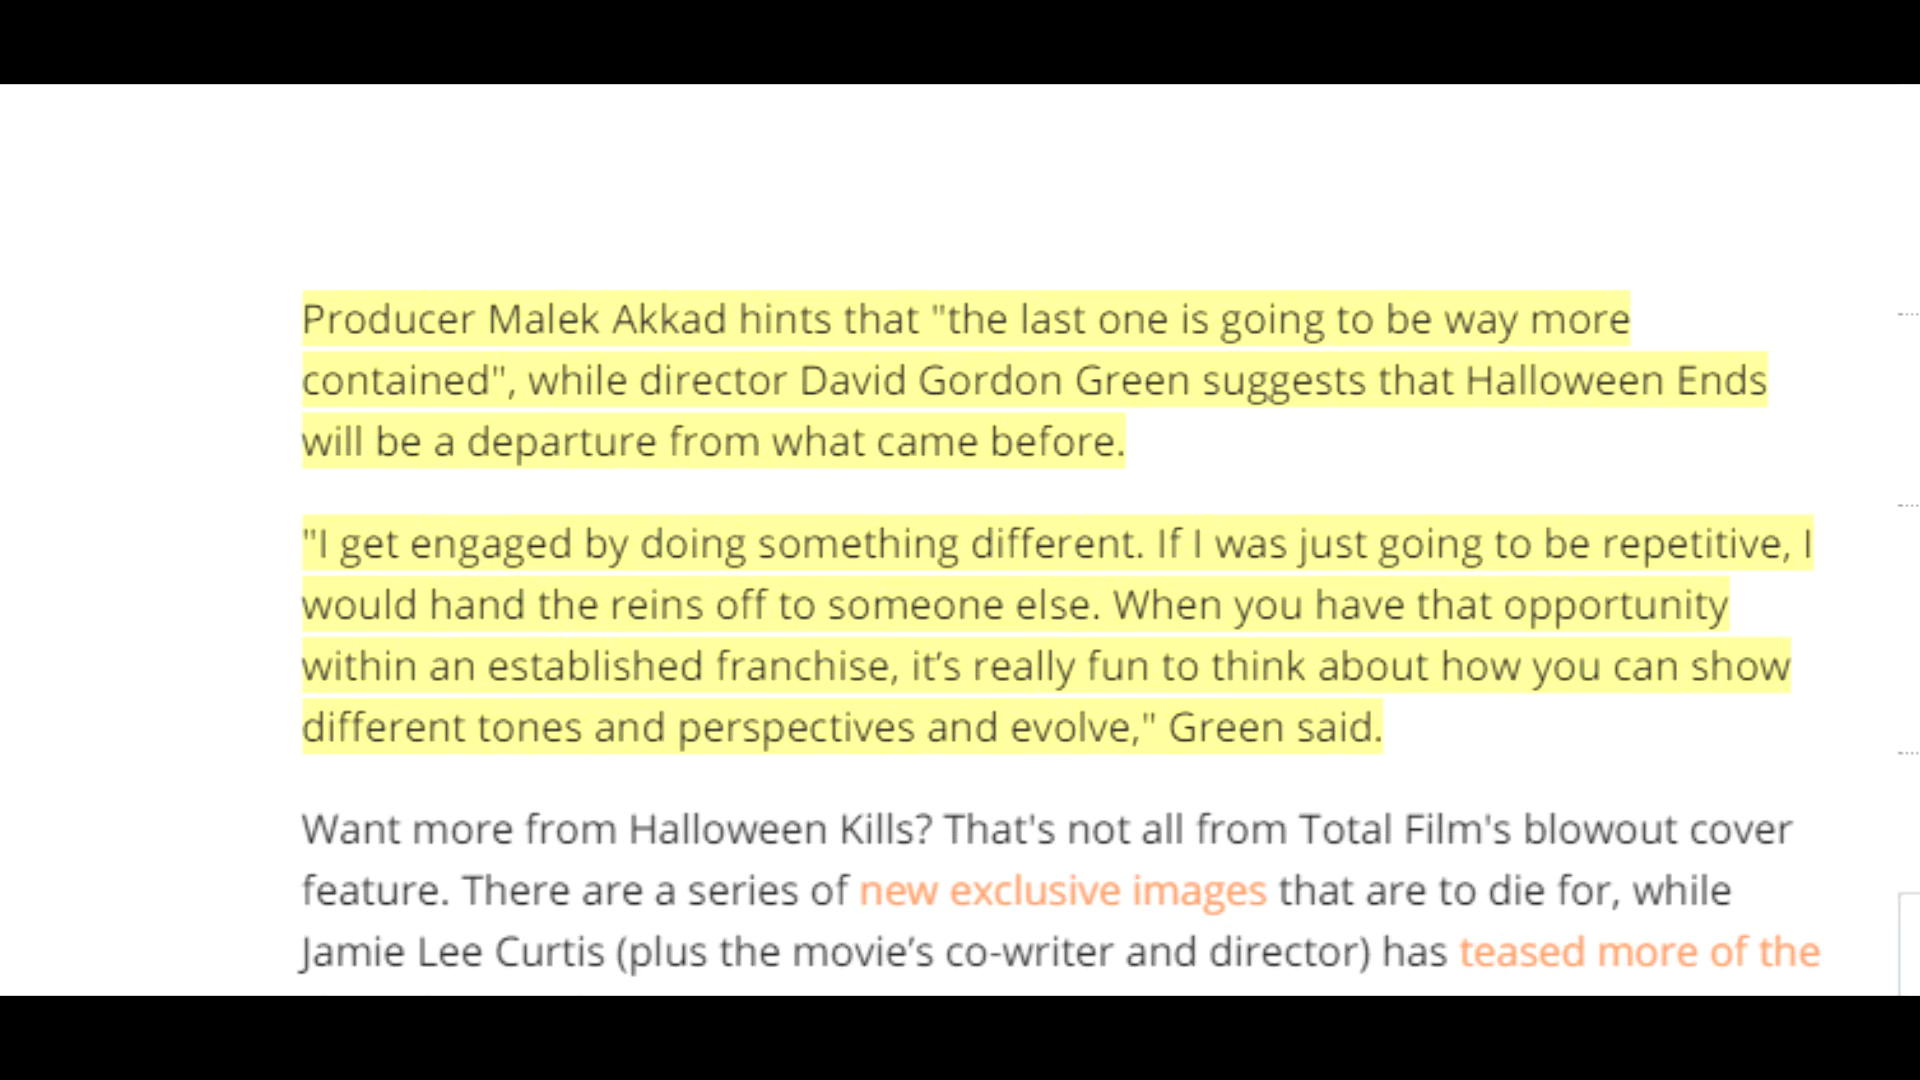 Producer Malek Akkad hints that "the last one is going to be way more
contained", while director David Gordon Green suggests that Halloween Ends
will be a departure from what came before.
"I get engaged by doing something different. If I was just going to be repetitive, I
would hand the reins off to someone else. When you have that opportunity
within an established franchise, it’s really fun to think about how you can show
different tones and perspectives and evolve," Green said.
Want more from Halloween Kills? That's not all from Total Film's blowout cover
feature. There are a series of new exclusive images that are to die for, while
Jamie Lee Curtis (plus the movie’s co-writer and director) has teased more of the